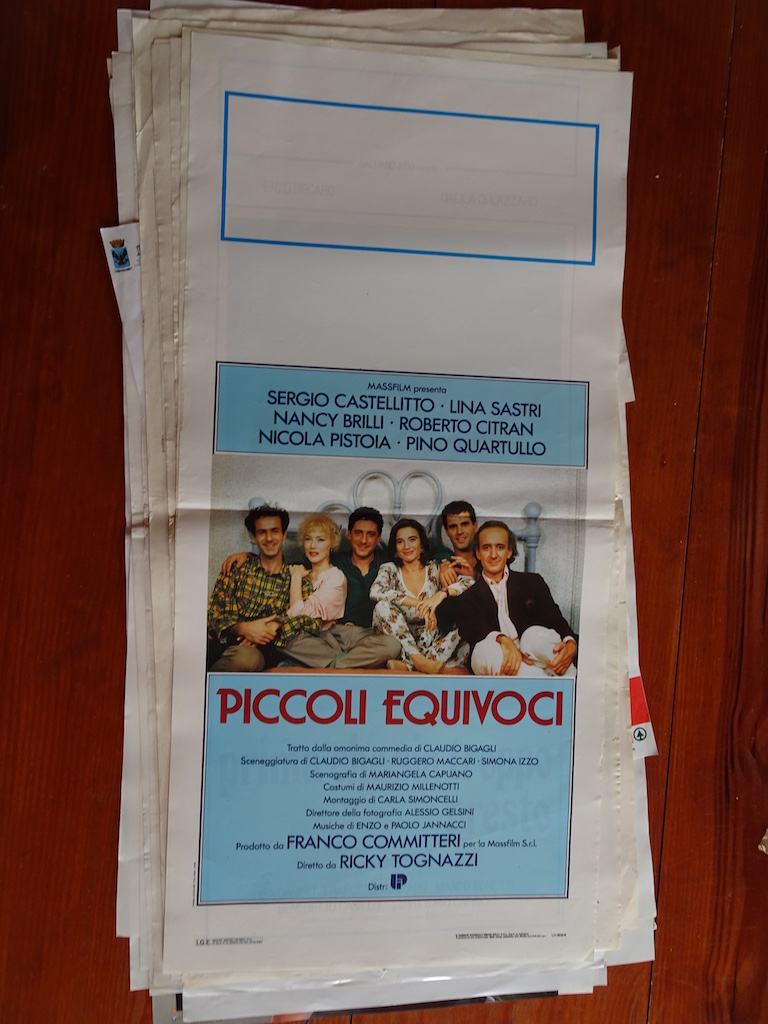 MASSFILM presenta
SERGIO CASTELLITTO · LINA SASTRI
NANCY BRILLI · ROBERTO CITRAN
NICOLA PISTOIA · PINO QUARTULLO
PICCOLI EQUIVOCI
Tratto dalla omonima commedia di CLAUDIO BIGAGLI
Sceneggiatura di CLAUDIO BIGAGLI · RUGGERO MACCARI · SIMONA IZZO
Scenografia di MARIANGELA CAPUANO
Costumi di MAURIZIO MILLENOTTI
Montaggio di CARLA SIMONCELLI
Direttore della fotografia ALESSIO GELSINI
Musiche di ENZO e PAOLO JANNACCI
Prodotto da FRANCO COMMITTERI per la Massfilm S.r.l.
Diretto da RICKY TOGNAZZI
Distr:
I.G.E.